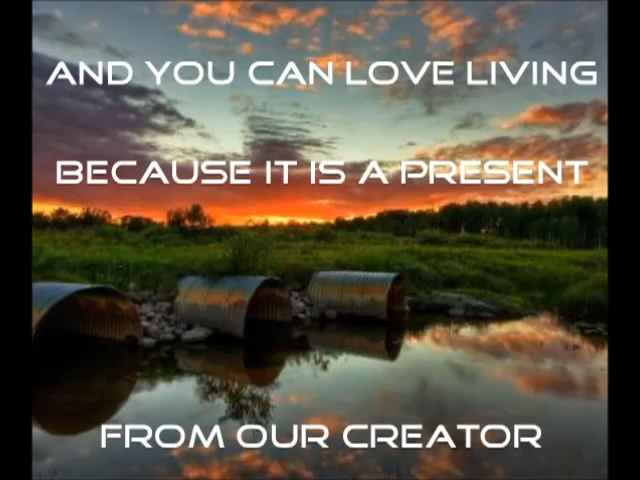 AND YOU CAN LOVE LIVING
BECAUSE IT IS A PRESENT
FROM OUR CREATOR